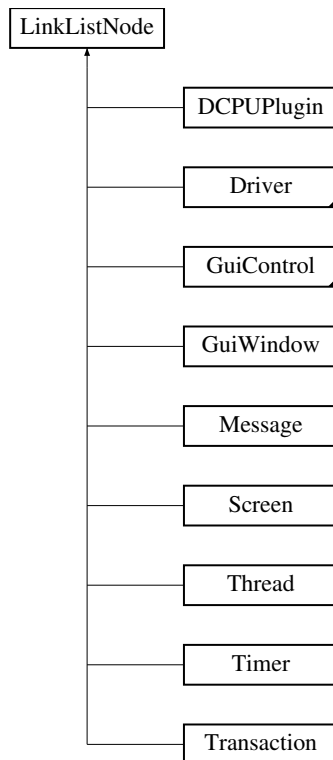 LinkListNode
DCPUPlugin
Driver
GuiControl
GuiWindow
Message
Screen
Thread
Timer
Transaction